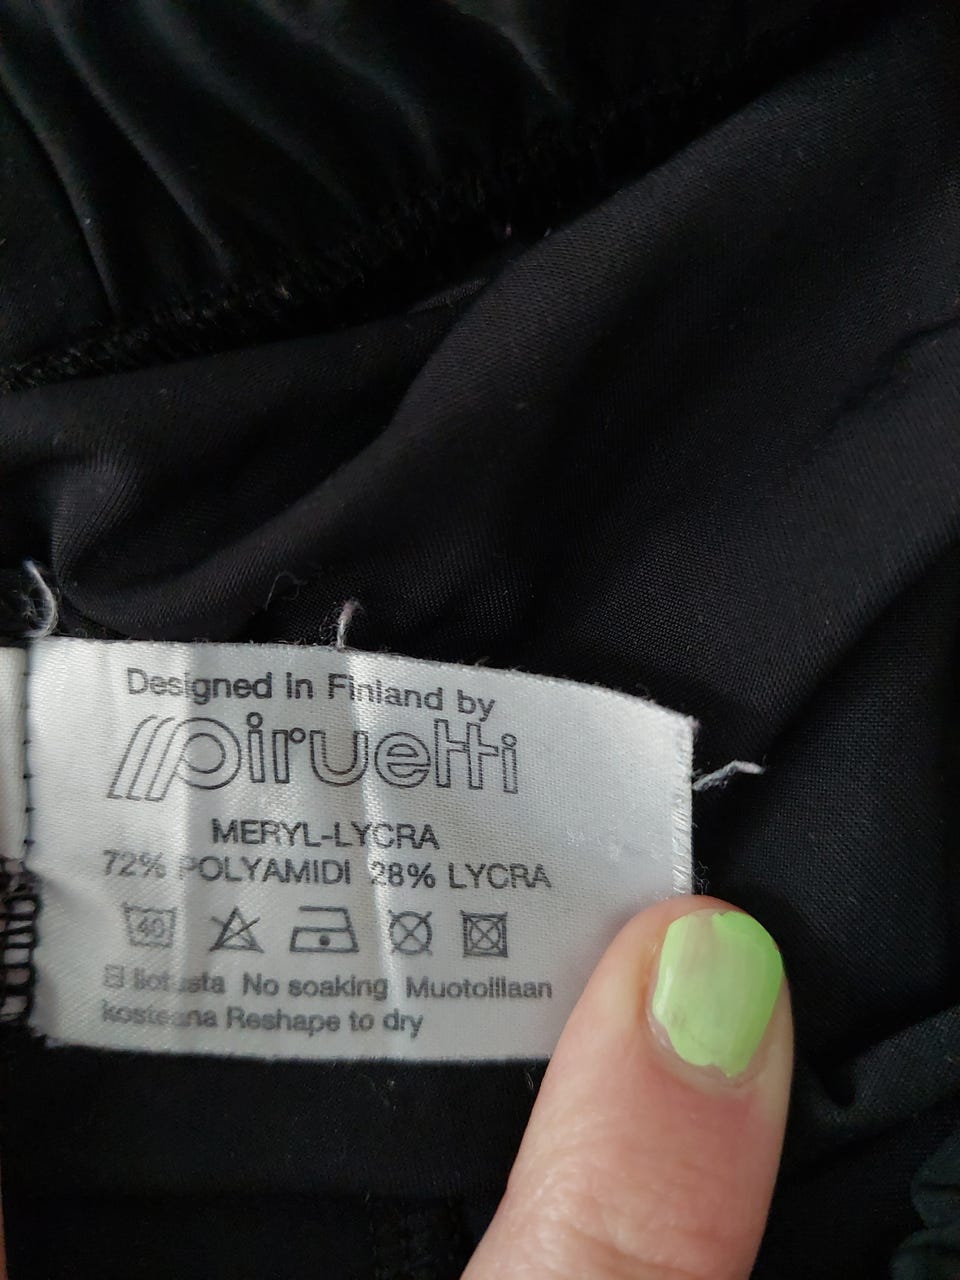 Designed in Finland by
Piruetti
MERYL-LYCRA
72% POLYAMIDI 28% LYCRA
40
Ei liotusta No soaking Muotoillaan
kosteana Reshape to dry